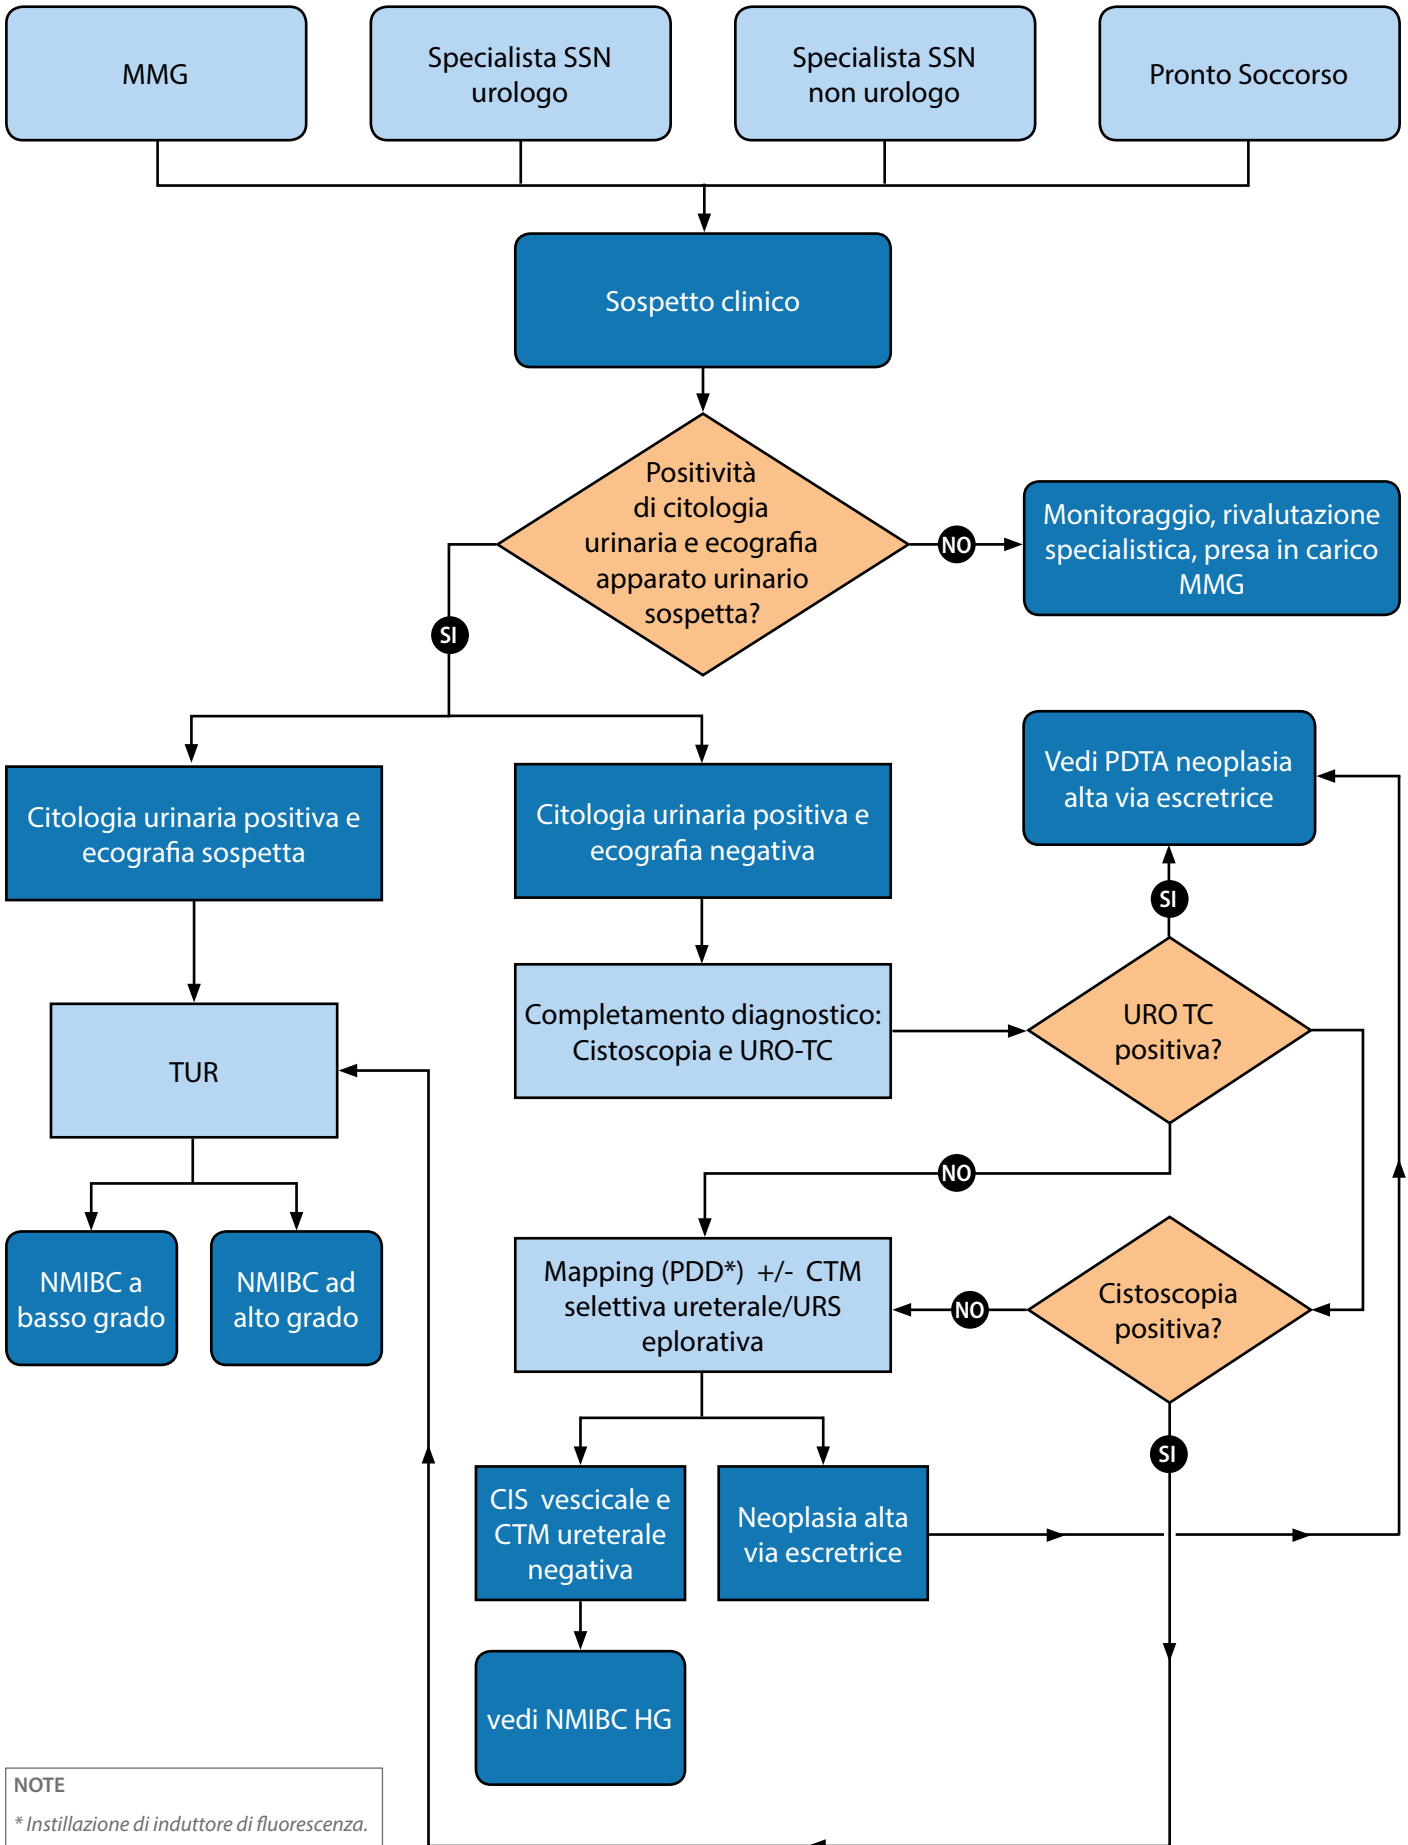 MMG
Specialista SSN
urologo
Specialista SSN
non urologo
Pronto Soccorso
Sospetto clinico
Positività
di citologia
urinaria e ecografia
apparato urinario
sospetta?
NO
Monitoraggio, rivalutazione
specialistica, presa in carico
MMG
SI
Citologia urinaria positiva e
ecografia sospetta
Citologia urinaria positiva e
ecografia negativa
Vedi PDTA neoplasia
alta via escretrice
SI
TUR
Completamento diagnostico:
Cistoscopia e URO-TC
URO TC
positiva?
NO
NMIBC a
basso grado
NMIBC ad
alto grado
Mapping (PDD*) +/- CTM
selettiva ureterale/URS
eplorativa
NO
Cistoscopia
positiva?
SI
CIS vescicale e
CTM ureterale
negativa
Neoplasia alta
via escretrice
vedi NMIBC HG
NOTE
* Instillazione di induttore di fluorescenza.